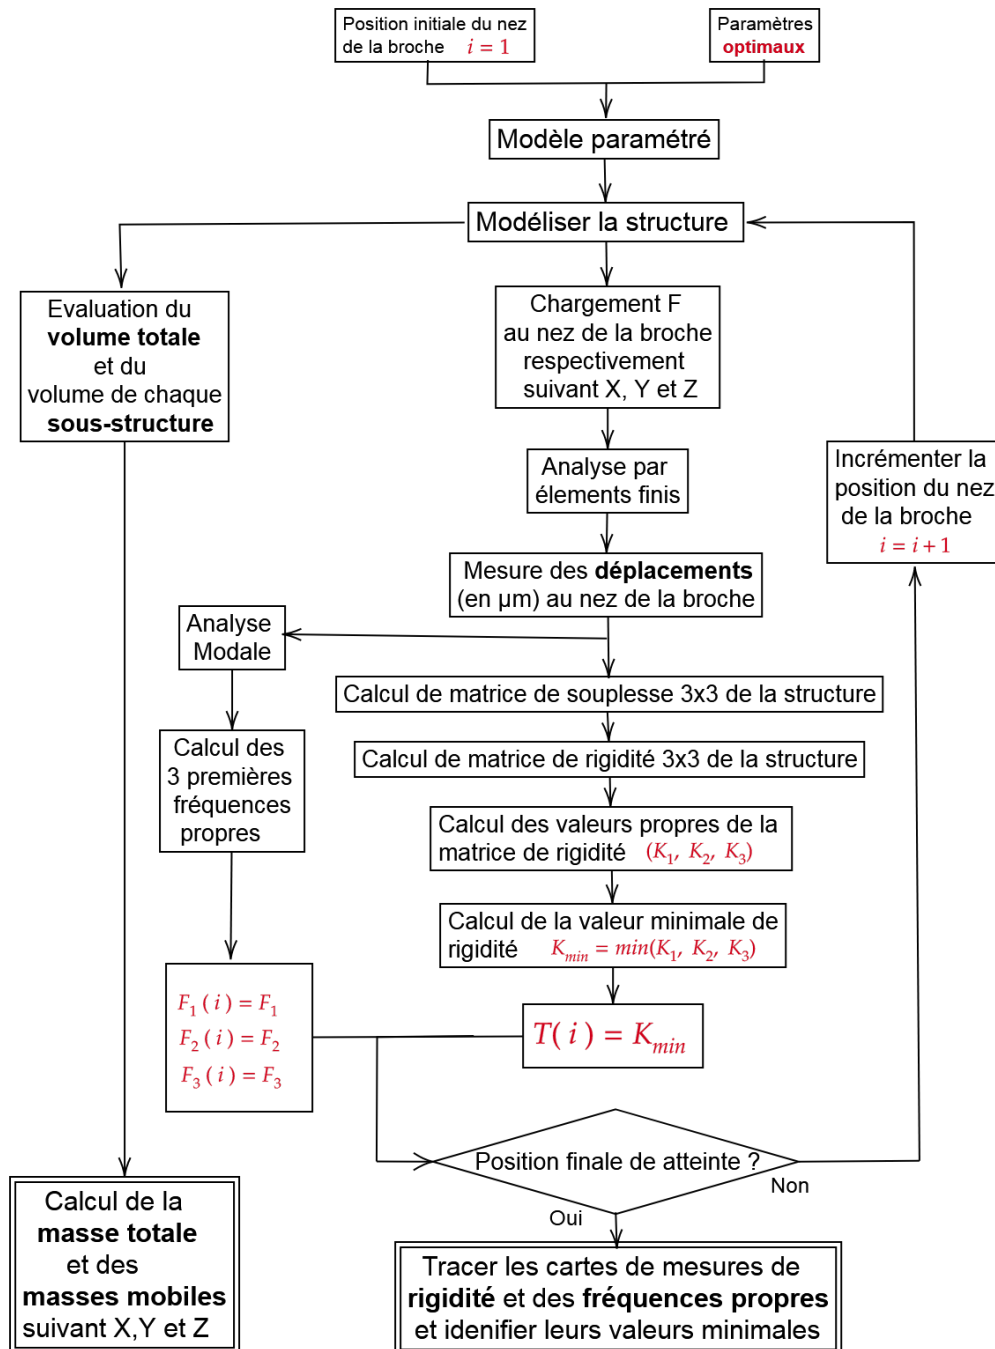 Position initiale du nez
de la broche i = 1
Paramètres
optimaux
Modèle paramétré
Modéliser la structure
Evaluation du
volume totale
et du
volume de chaque
sous-structure
Chargement F
au nez de la broche
respectivement
suivant X, Y et Z
Analyse par
élements finis
Incrémenter la
position du nez
de la broche
i = i + 1
Mesure des déplacements
(en µm) au nez de la broche
Analyse
Modale
Calcul de matrice de souplesse 3x3 de la structure
Calcul des
3 premières
fréquences
propres
Calcul de matrice de rigidité 3x3 de la structure
Calcul des valeurs propres de la
matrice de rigidité (K₁, K₂, K₃)
Calcul de la valeur minimale de
rigidité K_min = min(K₁, K₂, K₃)
F₁ ( i ) = F₁
F₂ ( i ) = F₂
F₃ ( i ) = F₃
T( i ) = K_min
Position finale de atteinte ?
Non
Oui
Calcul de la
masse totale
et des
masses mobiles
suivant X,Y et Z
Tracer les cartes de mesures de
rigidité et des fréquences propres
et idenifier leurs valeurs minimales